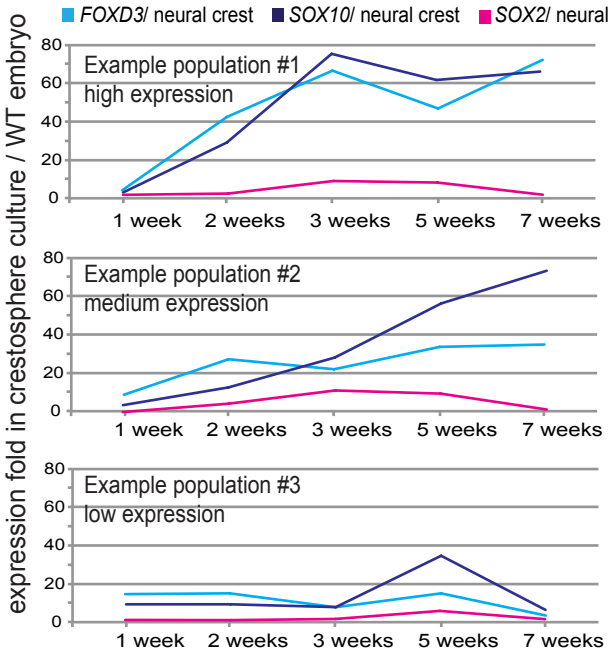 FOXD3/ neural crest SOX10/ neural crest SOX2/ neural
expression fold in crestosphere culture / WT embryo
80
60
40
20
0
Example population #1
high expression
1 week 2 weeks 3 weeks 5 weeks 7 weeks
80
60
40
20
0
Example population #2
medium expression
1 week 2 weeks 3 weeks 5 weeks 7 weeks
80
60
40
20
0
Example population #3
low expression
1 week 2 weeks 3 weeks 5 weeks 7 weeks